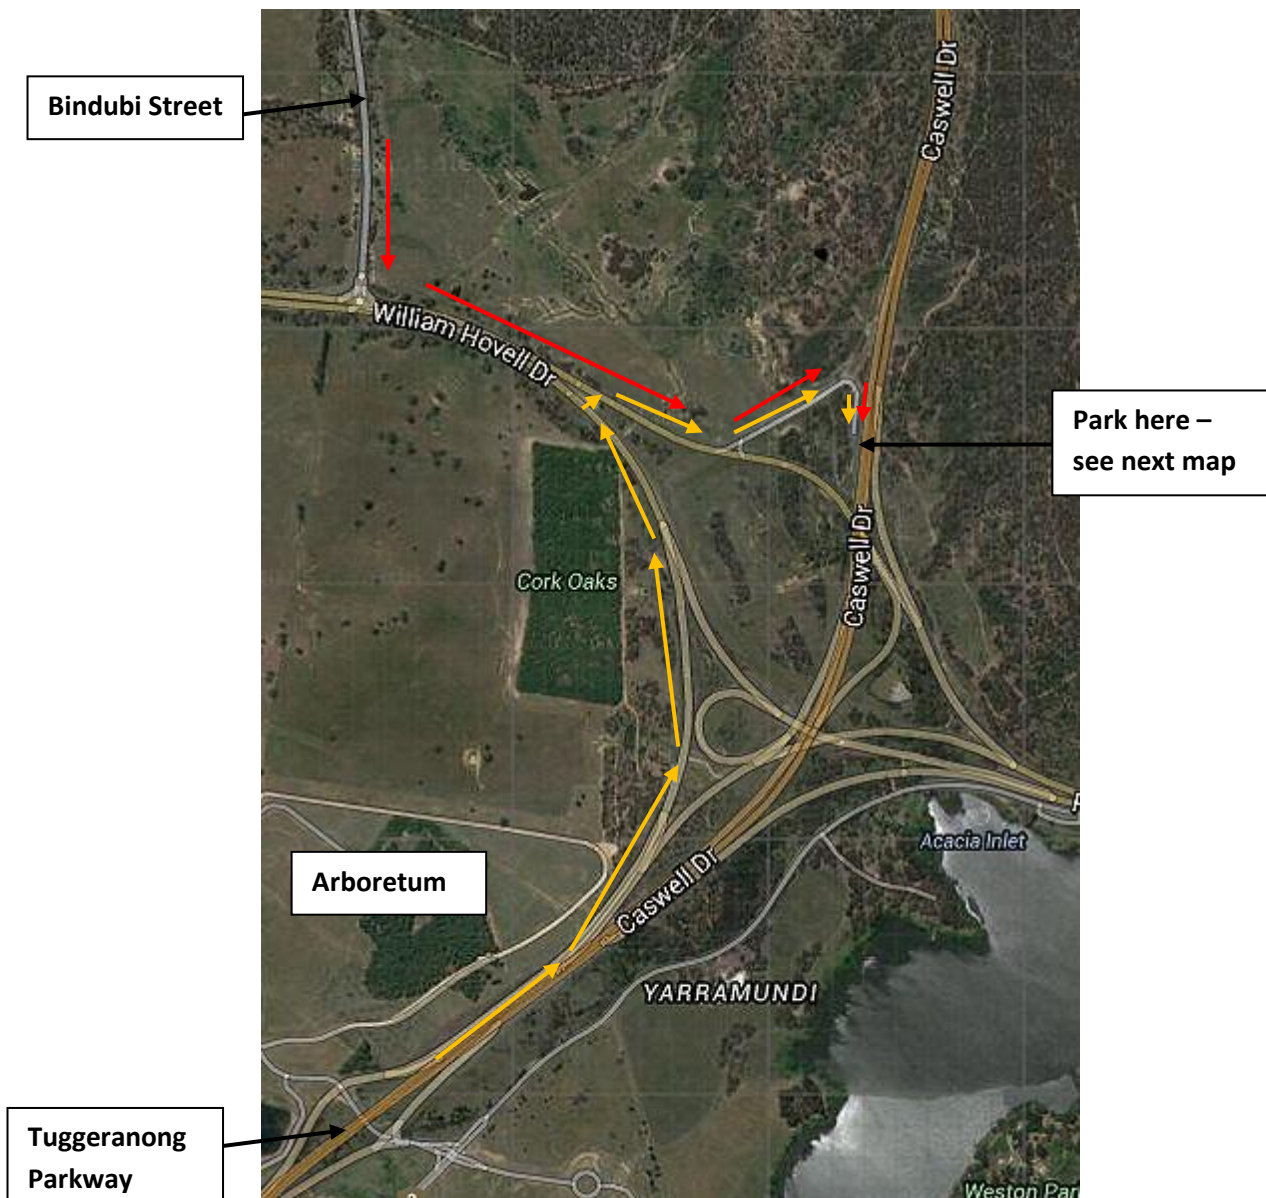 Bindubi Street
Caswell Dr
William Hovell Dr
Park here –
see next map
Caswell Dr
Cork Oaks
Acacia Inlet
Arboretum
Caswell Dr
YARRAMUNDI
Tuggeranong
Parkway
Weston Par